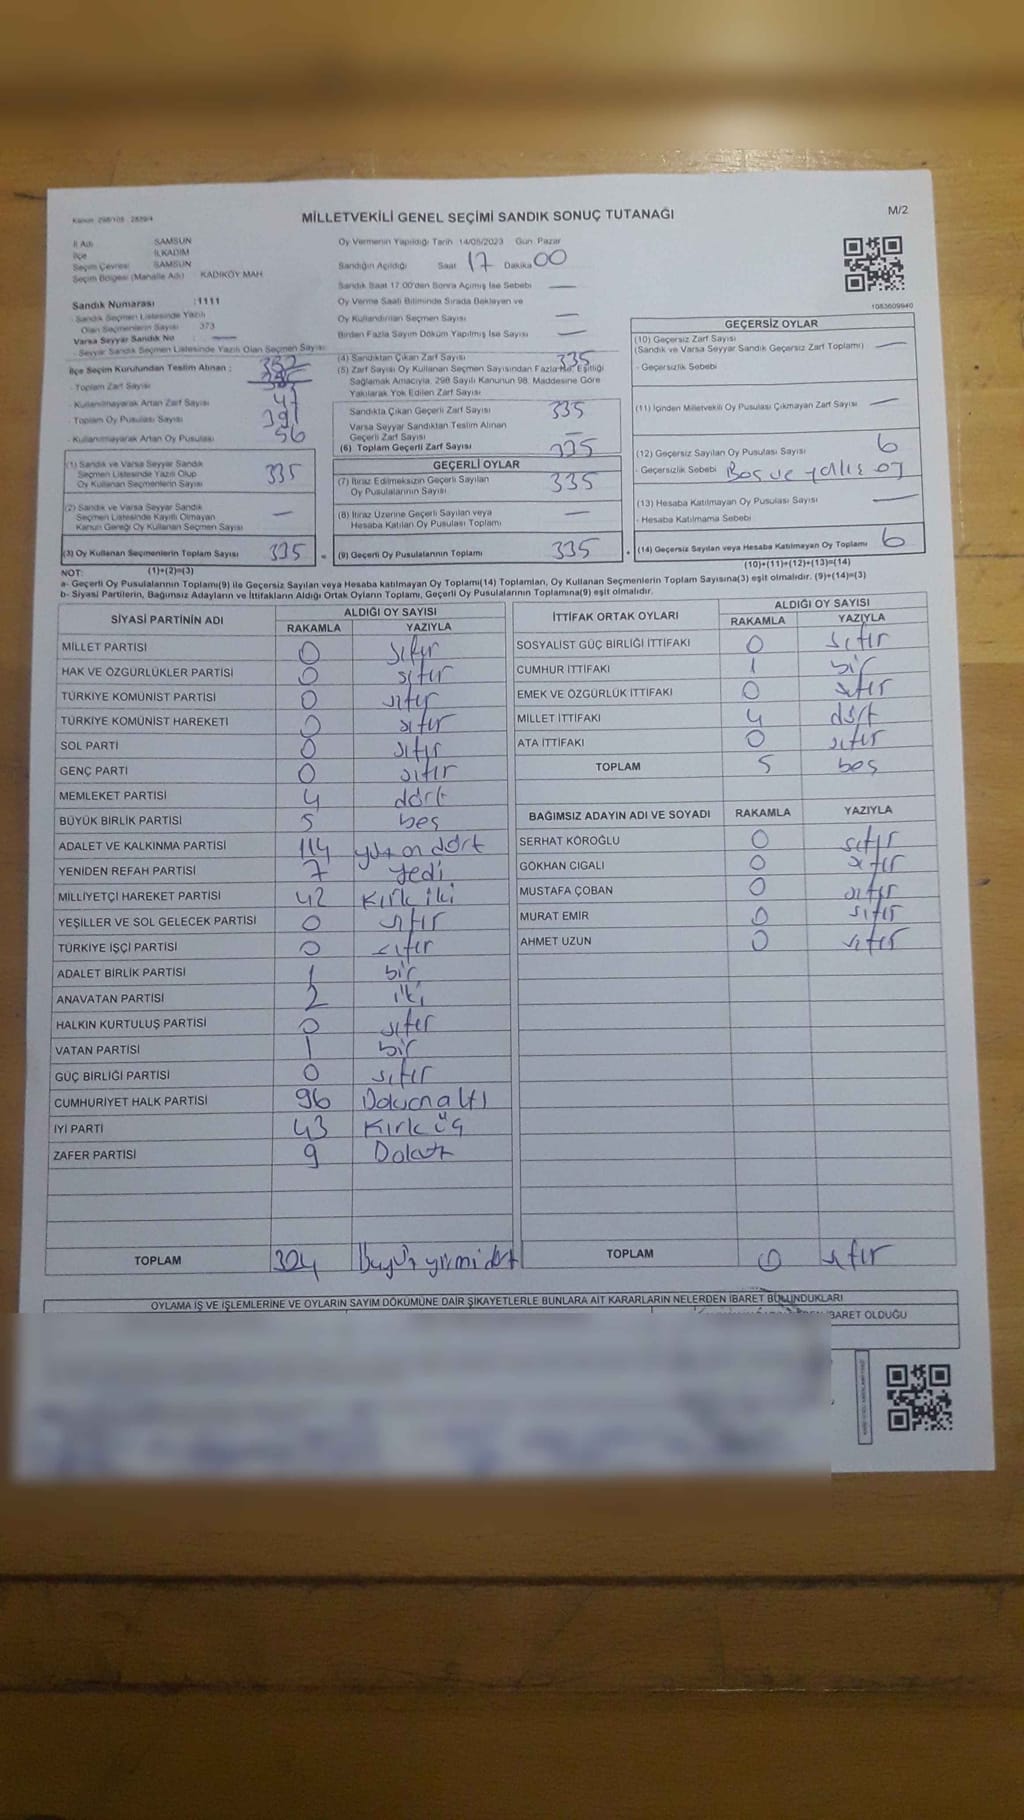 Kanun 298/105 2839/4
MİLLETVEKİLİ GENEL SEÇİMİ SANDIK SONUÇ TUTANAĞI
M/2
İl Adı SAMSUN
İlçe İLKADIM
Seçim Çevresi SAMSUN
Seçim Bölgesi (Mahalle Adı) KADIKÖY MAH
Sandık Numarası :1111
- Sandık Seçmen Listesinde Yazılı
Olan Seçmenlerin Sayısı 373
Varsa Seyyar Sandık No : —
- Seyyar Sandık Seçmen Listesinde Yazılı Olan Seçmen Sayısı
İlçe Seçim Kurulundan Teslim Alınan : 382
- Toplam Zarf Sayısı
- Kullanılmayarak Artan Zarf Sayısı 47
- Toplam Oy Pusulası Sayısı 391
- Kullanılmayarak Artan Oy Pusulası 56
(1) Sandık ve Varsa Seyyar Sandık
Seçmen Listesinde Yazılı Olup
Oy Kullanan Seçmenlerin Sayısı 335
(2) Sandık ve Varsa Seyyar Sandık
Seçmen Listesinde Kayıtlı Olmayan
Kanun Gereği Oy Kullanan Seçmen Sayısı —
(3) Oy Kullanan Seçmenlerin Toplam Sayısı 335 =
Oy Vermenin Yapıldığı Tarih 14/05/2023 Gün Pazar
Sandığın Açıldığı Saat 17 Dakika 00
Sandık Saat 17:00'den Sonra Açılmış İse Sebebi —
Oy Verme Saati Bitiminde Sırada Bekleyen ve
Oy Kullandırılan Seçmen Sayısı —
Birden Fazla Sayım Döküm Yapılmış İse Sayısı —
(4) Sandıktan Çıkan Zarf Sayısı 335
(5) Zarf Sayısı Oy Kullanan Seçmen Sayısından Fazla İse, Eşitliği
Sağlamak Amacıyla, 298 Sayılı Kanunun 98. Maddesine Göre
Yakılarak Yok Edilen Zarf Sayısı —
Sandıkta Çıkan Geçerli Zarf Sayısı 335
Varsa Seyyar Sandıktan Teslim Alınan
Geçerli Zarf Sayısı —
(6) Toplam Geçerli Zarf Sayısı 335
GEÇERLİ OYLAR
(7) İtiraz Edilmeksizin Geçerli Sayılan
Oy Pusulalarının Sayısı 335
(8) İtiraz Üzerine Geçerli Sayılan veya
Hesaba Katılan Oy Pusulası Toplamı —
(9) Geçerli Oy Pusulalarının Toplamı 335 +
1083609940
GEÇERSİZ OYLAR
(10) Geçersiz Zarf Sayısı
(Sandık ve Varsa Seyyar Sandık Geçersiz Zarf Toplamı) —
- Geçersizlik Sebebi
(11) İçinden Milletvekili Oy Pusulası Çıkmayan Zarf Sayısı —
(12) Geçersiz Sayılan Oy Pusulası Sayısı 6
- Geçersizlik Sebebi Boş ve yalış oy
(13) Hesaba Katılmayan Oy Pusulası Sayısı —
- Hesaba Katılmama Sebebi
(14) Geçersiz Sayılan veya Hesaba Katılmayan Oy Toplamı 6
NOT: (1)+(2)=(3) (10)+(11)+(12)+(13)=(14)
a- Geçerli Oy Pusulalarının Toplamı(9) ile Geçersiz Sayılan veya Hesaba katılmayan Oy Toplamı(14) Toplamları, Oy Kullanan Seçmenlerin Toplam Sayısına(3) eşit olmalıdır. (9)+(14)=(3)
b- Siyasi Partilerin, Bağımsız Adayların ve İttifakların Aldığı Ortak Oyların Toplamı, Geçerli Oy Pusulalarının Toplamına(9) eşit olmalıdır.
SİYASİ PARTİNİN ADI ALDIĞI OY SAYISI
RAKAMLA YAZIYLA
MİLLET PARTİSİ 0 sıfır
HAK VE ÖZGÜRLÜKLER PARTİSİ 0 sıfır
TÜRKİYE KOMÜNİST PARTİSİ 0 sıfır
TÜRKİYE KOMÜNİST HAREKETİ 0 sıfır
SOL PARTİ 0 sıfır
GENÇ PARTİ 0 sıfır
MEMLEKET PARTİSİ 4 dört
BÜYÜK BİRLİK PARTİSİ 5 beş
ADALET VE KALKINMA PARTİSİ 114 yüz on dört
YENİDEN REFAH PARTİSİ 7 yedi
MİLLİYETÇİ HAREKET PARTİSİ 42 Kırk iki
YEŞİLLER VE SOL GELECEK PARTİSİ 0 sıfır
TÜRKİYE İŞÇİ PARTİSİ 0 sıfır
ADALET BİRLİK PARTİSİ 1 bir
ANAVATAN PARTİSİ 2 iki
HALKIN KURTULUŞ PARTİSİ 0 sıfır
VATAN PARTİSİ 1 bir
GÜÇ BİRLİĞİ PARTİSİ 0 sıfır
CUMHURİYET HALK PARTİSİ 96 Doksan altı
İYİ PARTİ 43 Kırk üç
ZAFER PARTİSİ 9 Dokuz
TOPLAM 324 üçyüz yirmi dört
İTTİFAK ORTAK OYLARI ALDIĞI OY SAYISI
RAKAMLA YAZIYLA
SOSYALİST GÜÇ BİRLİĞİ İTTİFAKI 0 sıfır
CUMHUR İTTİFAKI 1 bir
EMEK VE ÖZGÜRLÜK İTTİFAKI 0 sıfır
MİLLET İTTİFAKI 4 dört
ATA İTTİFAKI 0 sıfır
TOPLAM 5 beş
BAĞIMSIZ ADAYIN ADI VE SOYADI RAKAMLA YAZIYLA
SERHAT KÖROĞLU 0 sıfır
GÖKHAN CIGALI 0 sıfır
MUSTAFA ÇOBAN 0 sıfır
MURAT EMİR 0 sıfır
AHMET UZUN 0 sıfır
TOPLAM 0 sıfır
OYLAMA İŞ VE İŞLEMLERİNE VE OYLARIN SAYIM DÖKÜMÜNE DAİR ŞİKAYETLERLE BUNLARA AİT KARARLARIN NELERDEN İBARET BULUNDUKLARI
İBARET OLDUĞU